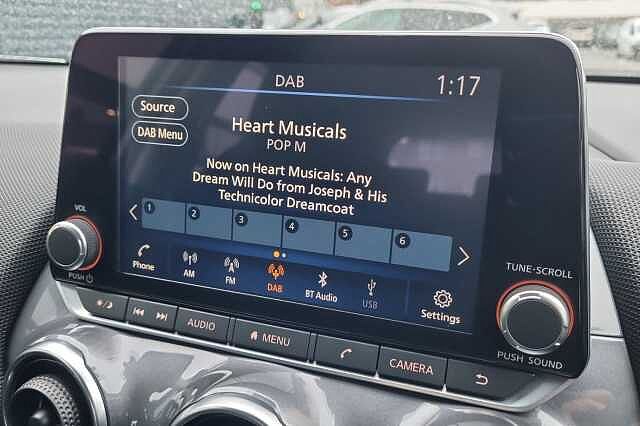 DAB
1:17
Source
DAB Menu
Heart Musicals
POP M
Now on Heart Musicals: Any
Dream Will Do from Joseph & His
Technicolor Dreamcoat
1 2 3 4 5 6
Phone
AM
FM
DAB
BT Audio
USB
Settings
VOL
PUSH
TUNE-SCROLL
PUSH SOUND
AUDIO
MENU
CAMERA